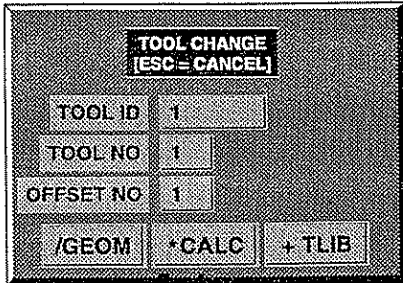 TOOL CHANGE
[ESC = CANCEL]
TOOL ID 1
TOOL NO 1
OFFSET NO 1
/GEOM *CALC + TLIB